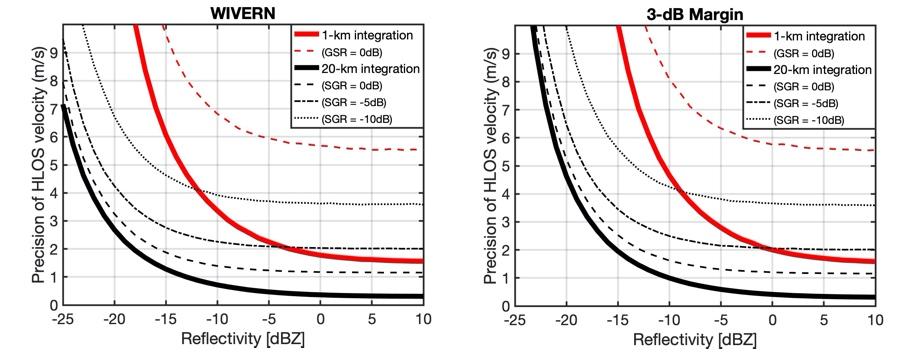 WIVERN
Precision of HLOS velocity (m/s)
9
8
7
6
5
4
3
2
1
0
1-km integration
(GSR = 0dB)
20-km integration
(SGR = 0dB)
(SGR = -5dB)
(SGR = -10dB)
-25 -20 -15 -10 -5 0 5 10
Reflectivity [dBZ]
3-dB Margin
Precision of HLOS velocity (m/s)
9
8
7
6
5
4
3
2
1
0
1-km integration
(GSR = 0dB)
20-km integration
(SGR = 0dB)
(SGR = -5dB)
(SGR = -10dB)
-25 -20 -15 -10 -5 0 5 10
Reflectivity [dBZ]